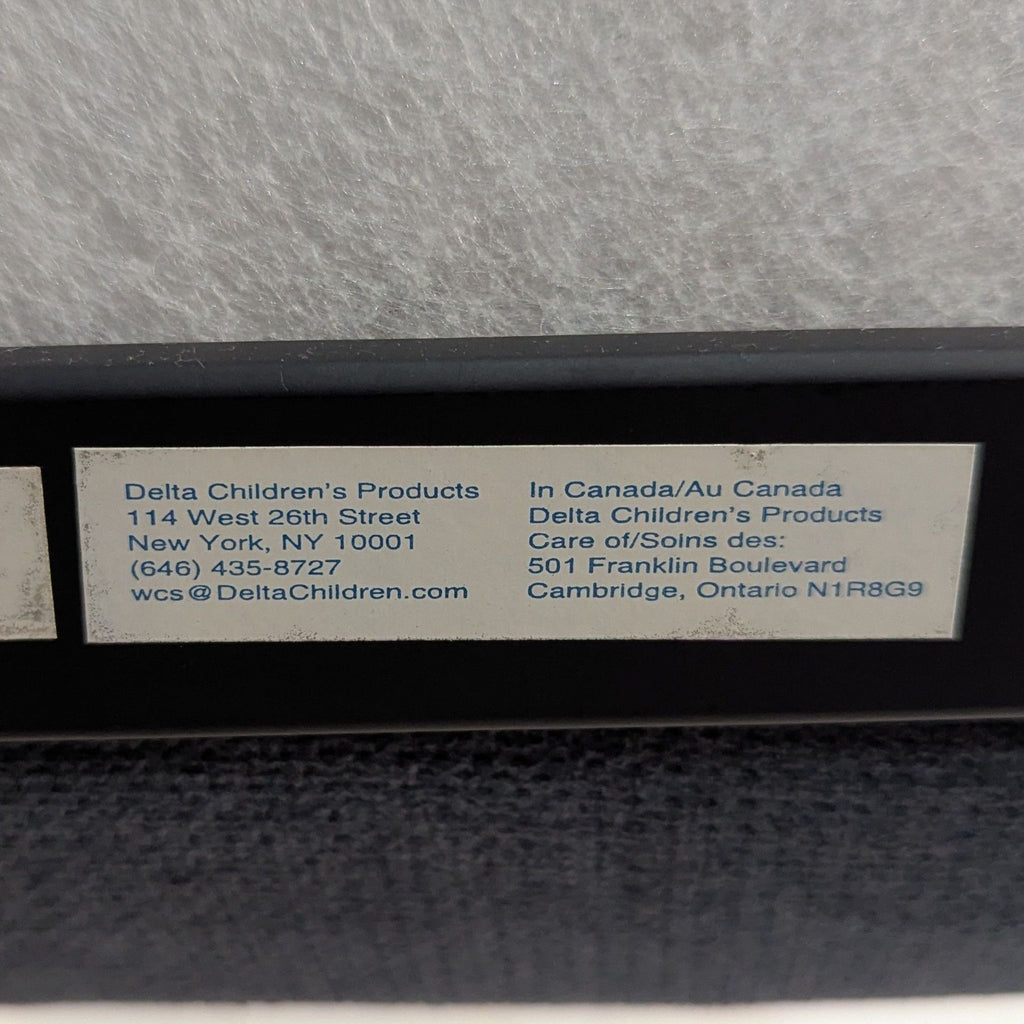 Delta Children's Products
114 West 26th Street
New York, NY 10001
(646) 435-8727
wcs@DeltaChildren.com
In Canada/Au Canada
Delta Children's Products
Care of/Soins des:
501 Franklin Boulevard
Cambridge, Ontario N1R8G9